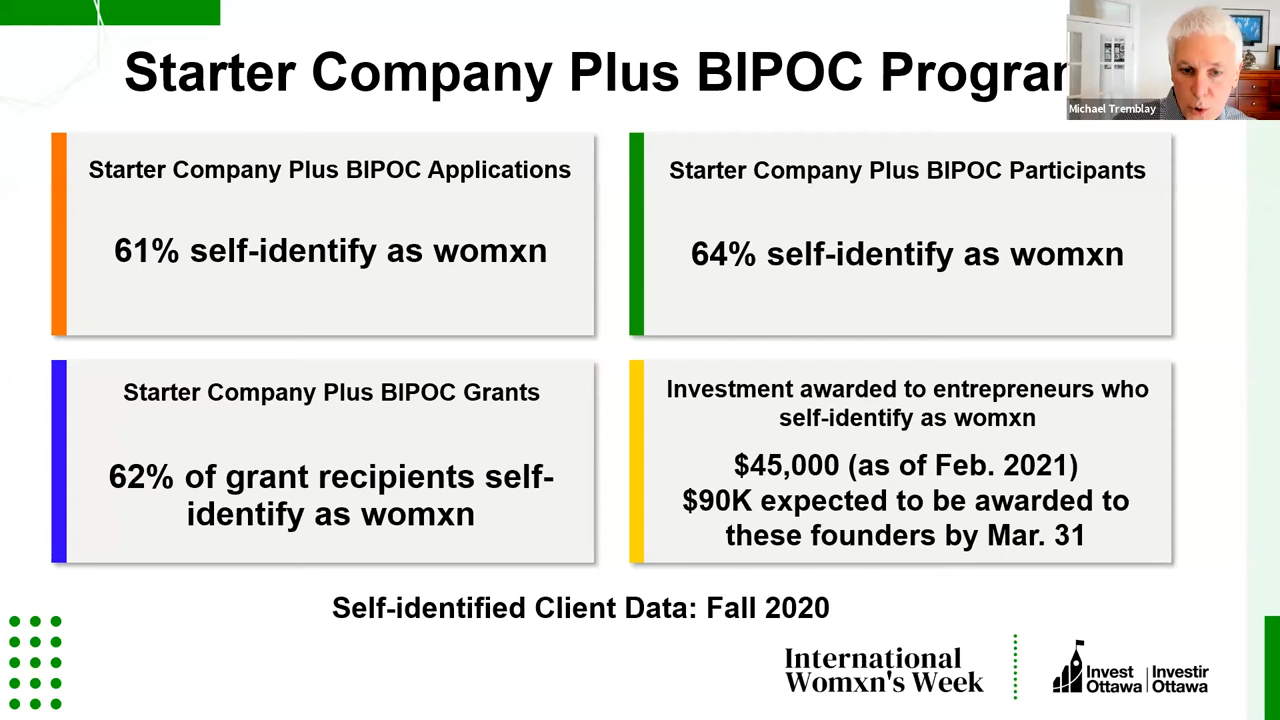 Starter Company Plus BIPOC Progra
Michael Tremblay
Starter Company Plus BIPOC Applications
61% self-identify as womxn
Starter Company Plus BIPOC Participants
64% self-identify as womxn
Starter Company Plus BIPOC Grants
62% of grant recipients self-
identify as womxn
Investment awarded to entrepreneurs who
self-identify as womxn
$45,000 (as of Feb. 2021)
$90K expected to be awarded to
these founders by Mar. 31
Self-identified Client Data: Fall 2020
International
Womxn's Week
Invest
Ottawa
Investir
Ottawa